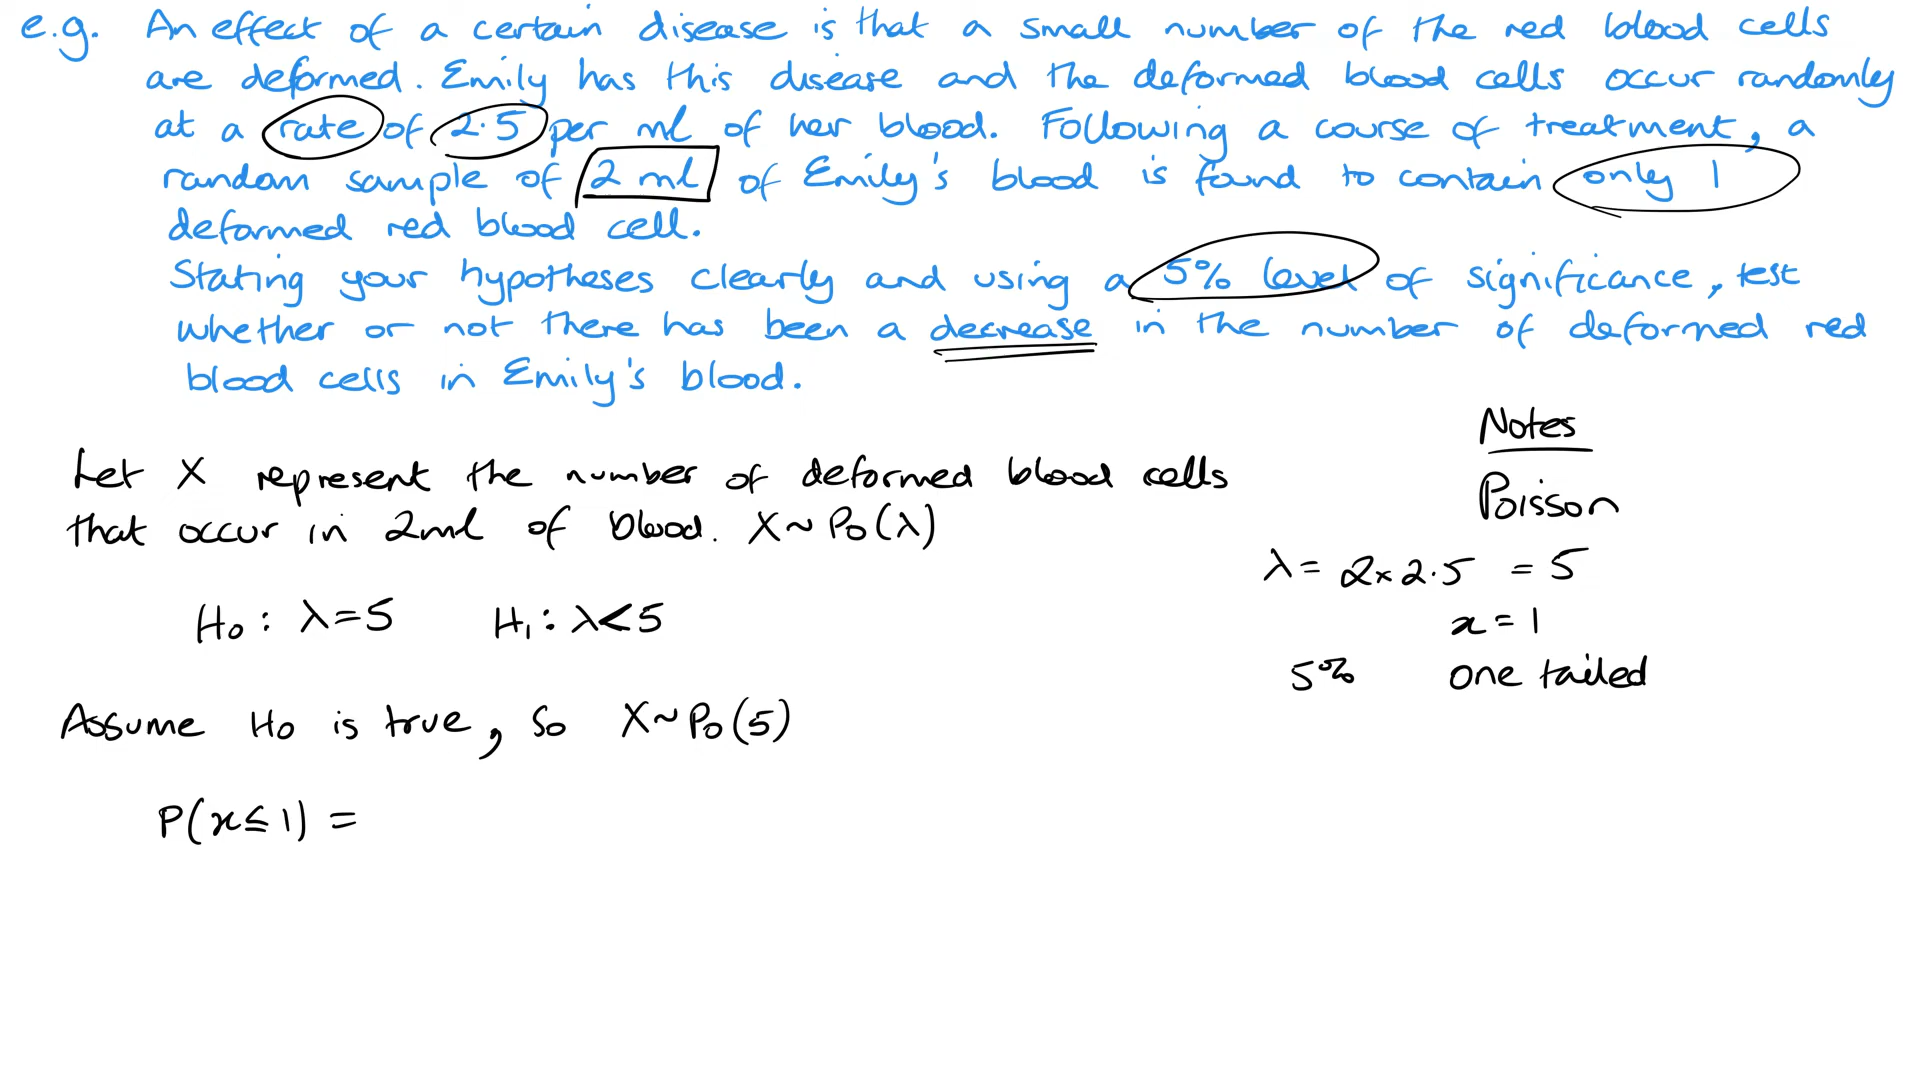 e.g. An effect of a certain disease is that a small number of the red blood cells
are deformed. Emily has this disease and the deformed blood cells occur randomly
at a rate of 2.5 per ml of her blood. Following a course of treatment, a
random sample of 2 ml of Emily's blood is found to contain only 1
deformed red blood cell.
Stating your hypotheses clearly and using a 5% level of significance, test
whether or not there has been a decrease in the number of deformed red
blood cells in Emily's blood.
Let X represent the number of deformed blood cells
that occur in 2ml of blood. X~Po(λ)
H₀: λ=5 H₁: λ<5
Assume H₀ is true, so X~Po(5)
P(x≤1) =
Notes
Poisson
λ = 2×2.5 = 5
x = 1
5% one tailed